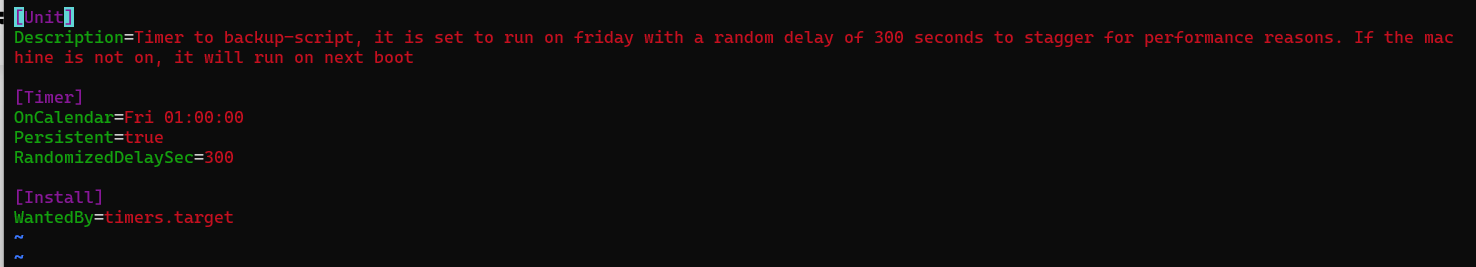 [Unit]
Description=Timer to backup-script, it is set to run on friday with a random delay of 300 seconds to stagger for performance reasons. If the mac
hine is not on, it will run on next boot
[Timer]
OnCalendar=Fri 01:00:00
Persistent=true
RandomizedDelaySec=300
[Install]
WantedBy=timers.target
~
~